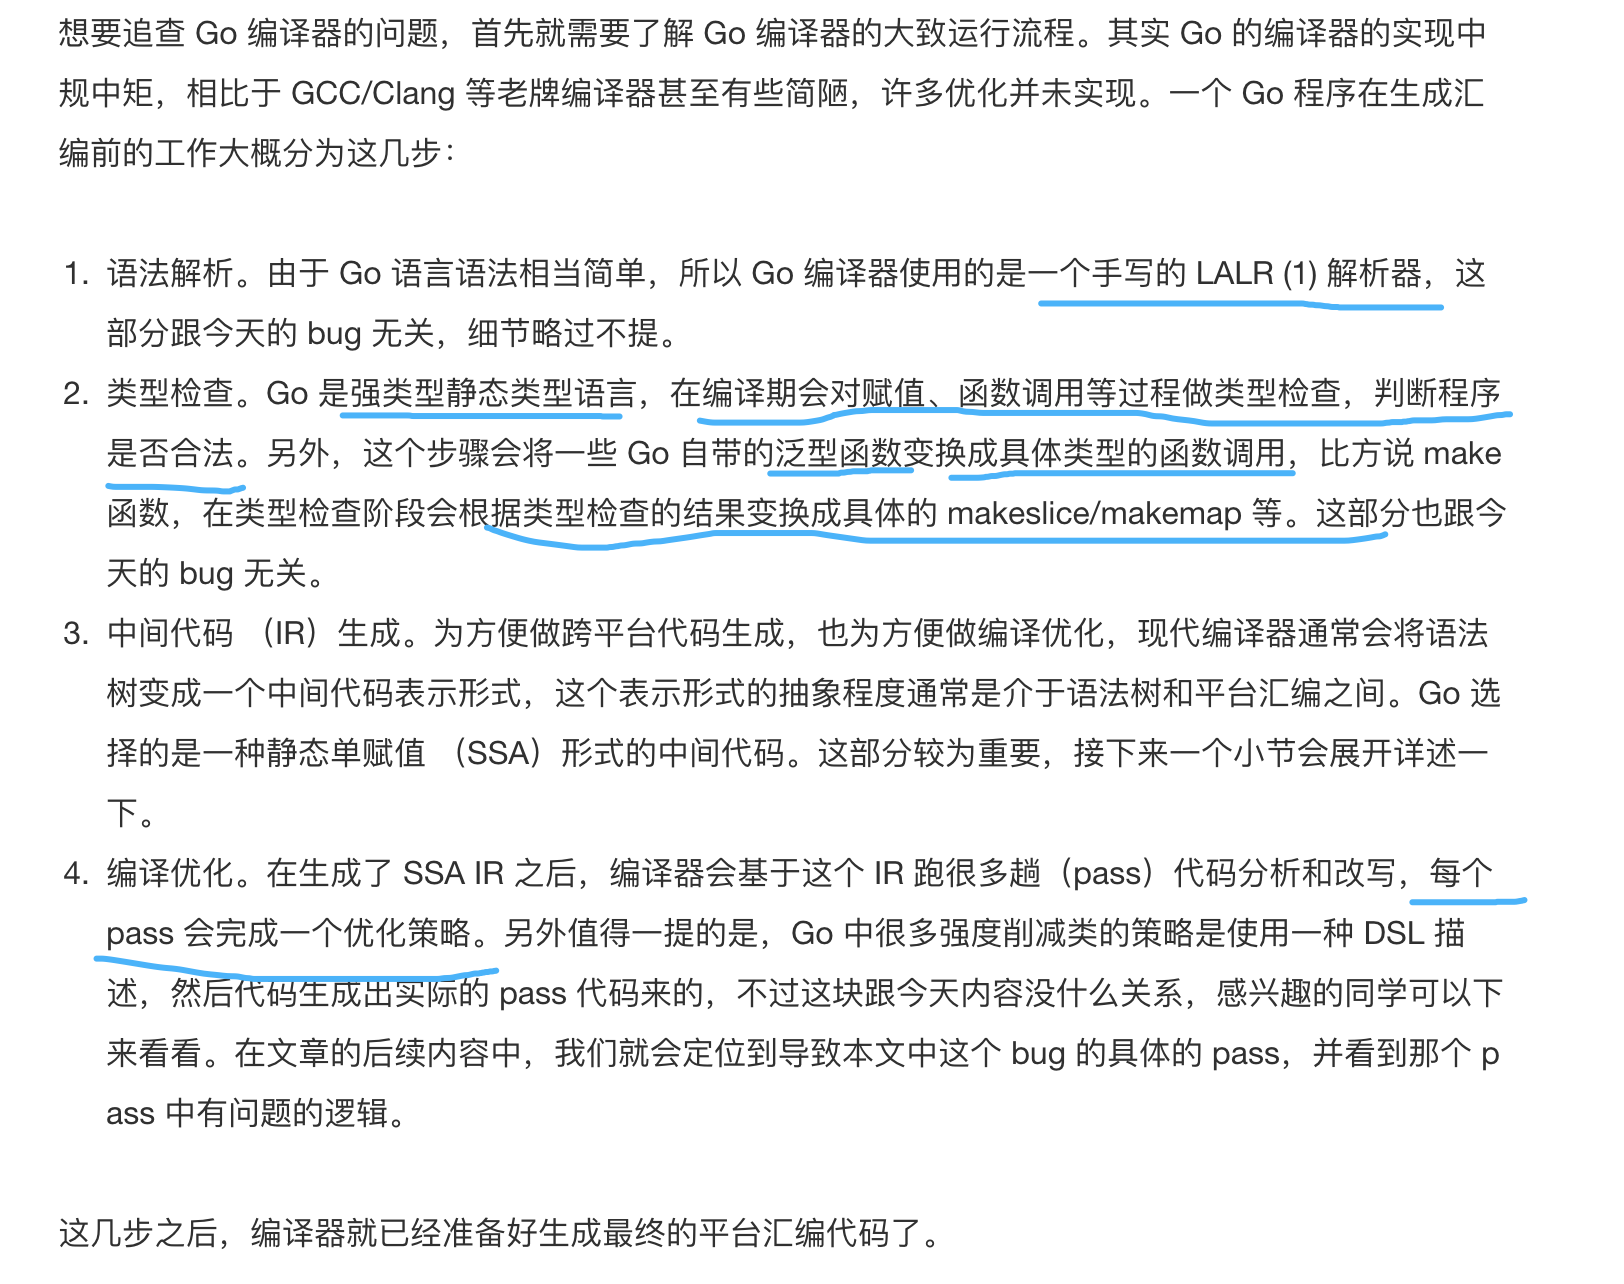 想要追查 Go 编译器的问题，首先就需要了解 Go 编译器的大致运行流程。其实 Go 的编译器的实现中
规中矩，相比于 GCC/Clang 等老牌编译器甚至有些简陋，许多优化并未实现。一个 Go 程序在生成汇
编前的工作大概分为这几步：
1. 语法解析。由于 Go 语言语法相当简单，所以 Go 编译器使用的是一个手写的 LALR (1) 解析器，这
部分跟今天的 bug 无关，细节略过不提。
2. 类型检查。Go 是强类型静态类型语言，在编译期会对赋值、函数调用等过程做类型检查，判断程序
是否合法。另外，这个步骤会将一些 Go 自带的泛型函数变换成具体类型的函数调用，比方说 make
函数，在类型检查阶段会根据类型检查的结果变换成具体的 makeslice/makemap 等。这部分也跟今
天的 bug 无关。
3. 中间代码 （IR）生成。为方便做跨平台代码生成，也为方便做编译优化，现代编译器通常会将语法
树变成一个中间代码表示形式，这个表示形式的抽象程度通常是介于语法树和平台汇编之间。Go 选
择的是一种静态单赋值 （SSA）形式的中间代码。这部分较为重要，接下来一个小节会展开详述一
下。
4. 编译优化。在生成了 SSA IR 之后，编译器会基于这个 IR 跑很多趟（pass）代码分析和改写，每个
pass 会完成一个优化策略。另外值得一提的是，Go 中很多强度削减类的策略是使用一种 DSL 描
述，然后代码生成出实际的 pass 代码来的，不过这块跟今天内容没什么关系，感兴趣的同学可以下
来看看。在文章的后续内容中，我们就会定位到导致本文中这个 bug 的具体的 pass，并看到那个 p
ass 中有问题的逻辑。
这几步之后，编译器就已经准备好生成最终的平台汇编代码了。